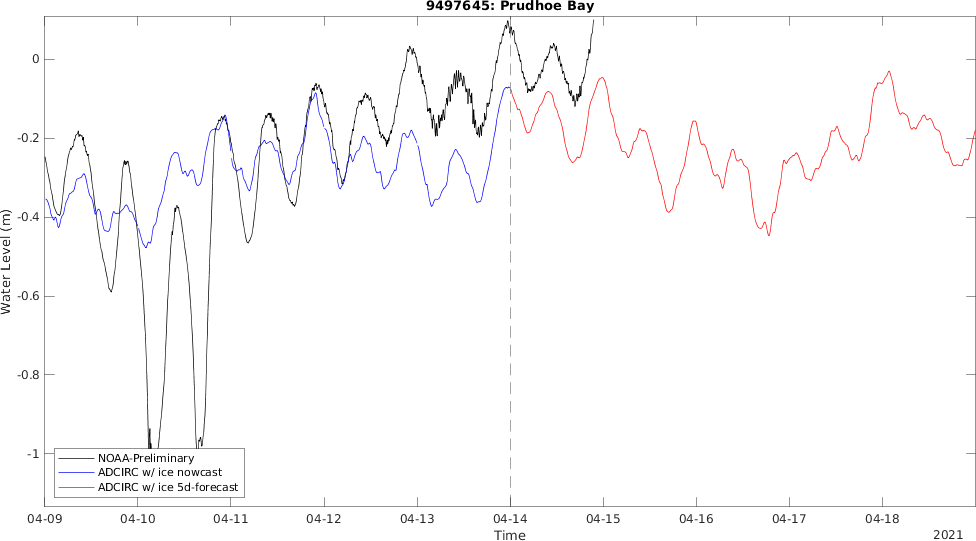 9497645: Prudhoe Bay
Water Level (m)
0
-0.2
-0.4
-0.6
-0.8
-1
NOAA-Preliminary
ADCIRC w/ ice nowcast
ADCIRC w/ ice 5d-forecast
04-09 04-10 04-11 04-12 04-13 04-14 04-15 04-16 04-17 04-18
Time
2021